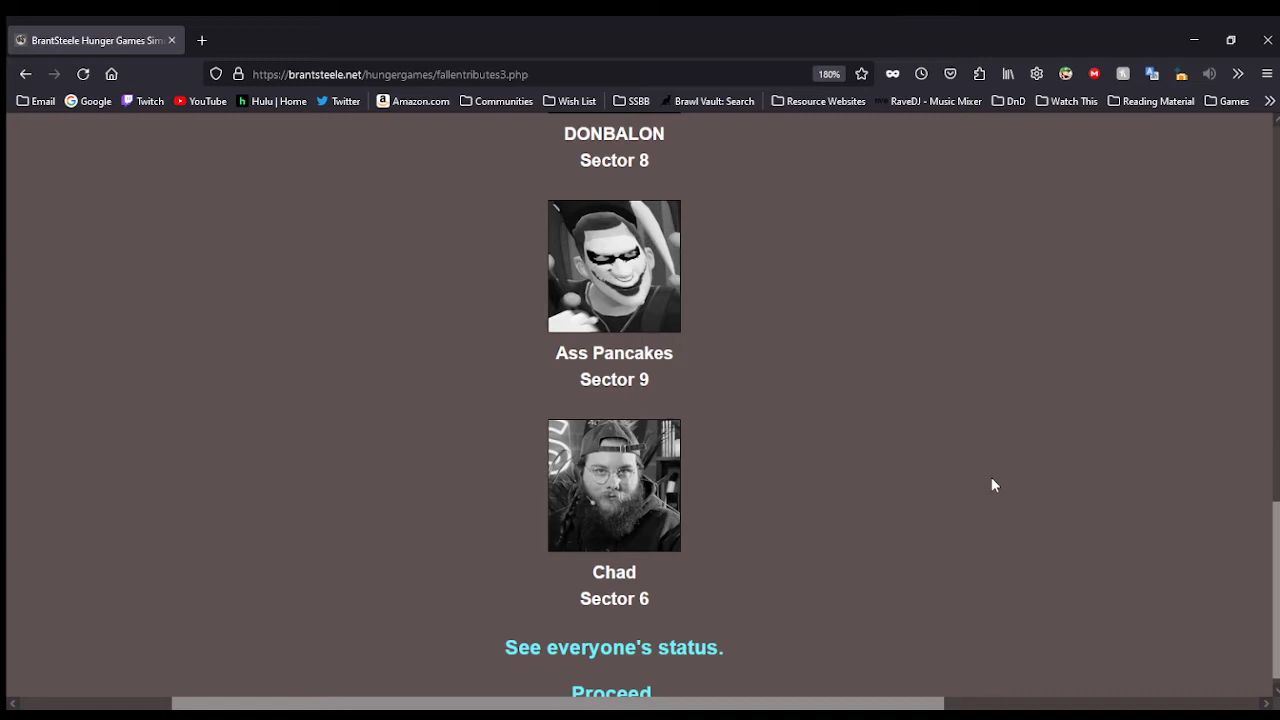 BrantSteele Hunger Games Sim
https://brantsteele.net/hungergames/fallentributes3.php
180%
Email
Google
Twitch
YouTube
Hulu | Home
Twitter
Amazon.com
Communities
Wish List
SSBB
Brawl Vault: Search
Resource Websites
RaveDJ - Music Mixer
DnD
Watch This
Reading Material
Games
DONBALON
Sector 8
Ass Pancakes
Sector 9
Chad
Sector 6
See everyone's status.
Proceed